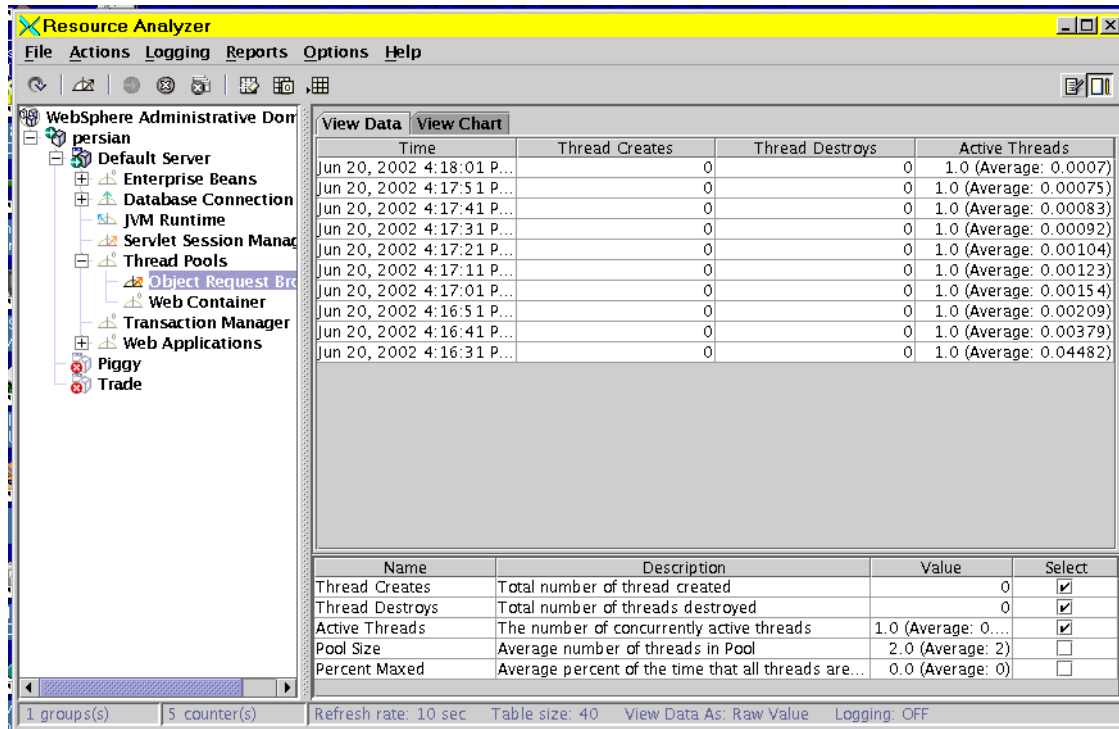 Resource Analyzer
File Actions Logging Reports Options Help
WebSphere Administrative Dom
persian
Default Server
Enterprise Beans
Database Connection
JVM Runtime
Servlet Session Manag
Thread Pools
Object Request Bro
Web Container
Transaction Manager
Web Applications
Piggy
Trade
View Data View Chart
Time Thread Creates Thread Destroys Active Threads
Jun 20, 2002 4:18:01 P... 0 0 1.0 (Average: 0.0007)
Jun 20, 2002 4:17:51 P... 0 0 1.0 (Average: 0.00075)
Jun 20, 2002 4:17:41 P... 0 0 1.0 (Average: 0.00083)
Jun 20, 2002 4:17:31 P... 0 0 1.0 (Average: 0.00092)
Jun 20, 2002 4:17:21 P... 0 0 1.0 (Average: 0.00104)
Jun 20, 2002 4:17:11 P... 0 0 1.0 (Average: 0.00123)
Jun 20, 2002 4:17:01 P... 0 0 1.0 (Average: 0.00154)
Jun 20, 2002 4:16:51 P... 0 0 1.0 (Average: 0.00209)
Jun 20, 2002 4:16:41 P... 0 0 1.0 (Average: 0.00379)
Jun 20, 2002 4:16:31 P... 0 0 1.0 (Average: 0.04482)
Name Description Value Select
Thread Creates Total number of thread created 0
Thread Destroys Total number of threads destroyed 0
Active Threads The number of concurrently active threads 1.0 (Average: 0....
Pool Size Average number of threads in Pool 2.0 (Average: 2)
Percent Maxed Average percent of the time that all threads are... 0.0 (Average: 0)
1 groups(s) 5 counter(s) Refresh rate: 10 sec Table size: 40 View Data As: Raw Value Logging: OFF